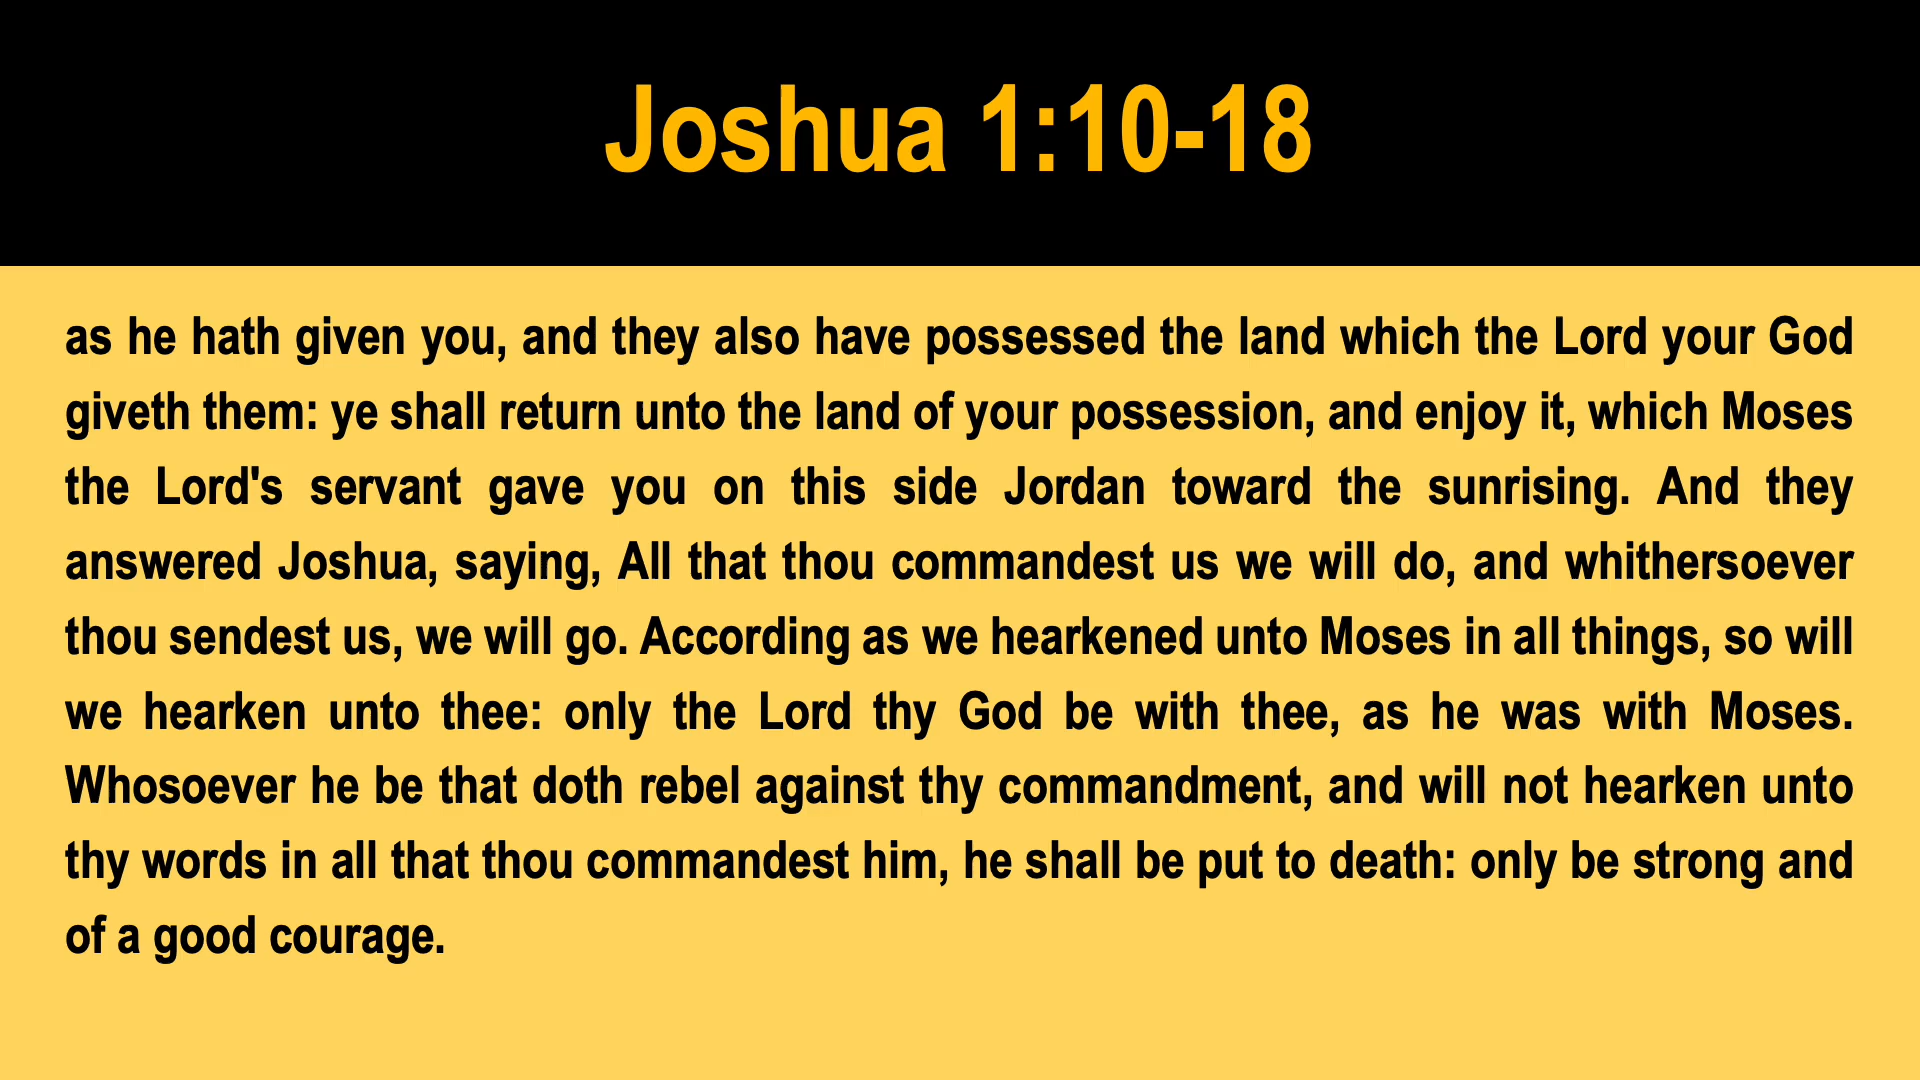 Joshua 1:10-18
as he hath given you, and they also have possessed the land which the Lord your God
giveth them: ye shall return unto the land of your possession, and enjoy it, which Moses
the Lord's servant gave you on this side Jordan toward the sunrising. And they
answered Joshua, saying, All that thou commandest us we will do, and whithersoever
thou sendest us, we will go. According as we hearkened unto Moses in all things, so will
we hearken unto thee: only the Lord thy God be with thee, as he was with Moses.
Whosoever he be that doth rebel against thy commandment, and will not hearken unto
thy words in all that thou commandest him, he shall be put to death: only be strong and
of a good courage.